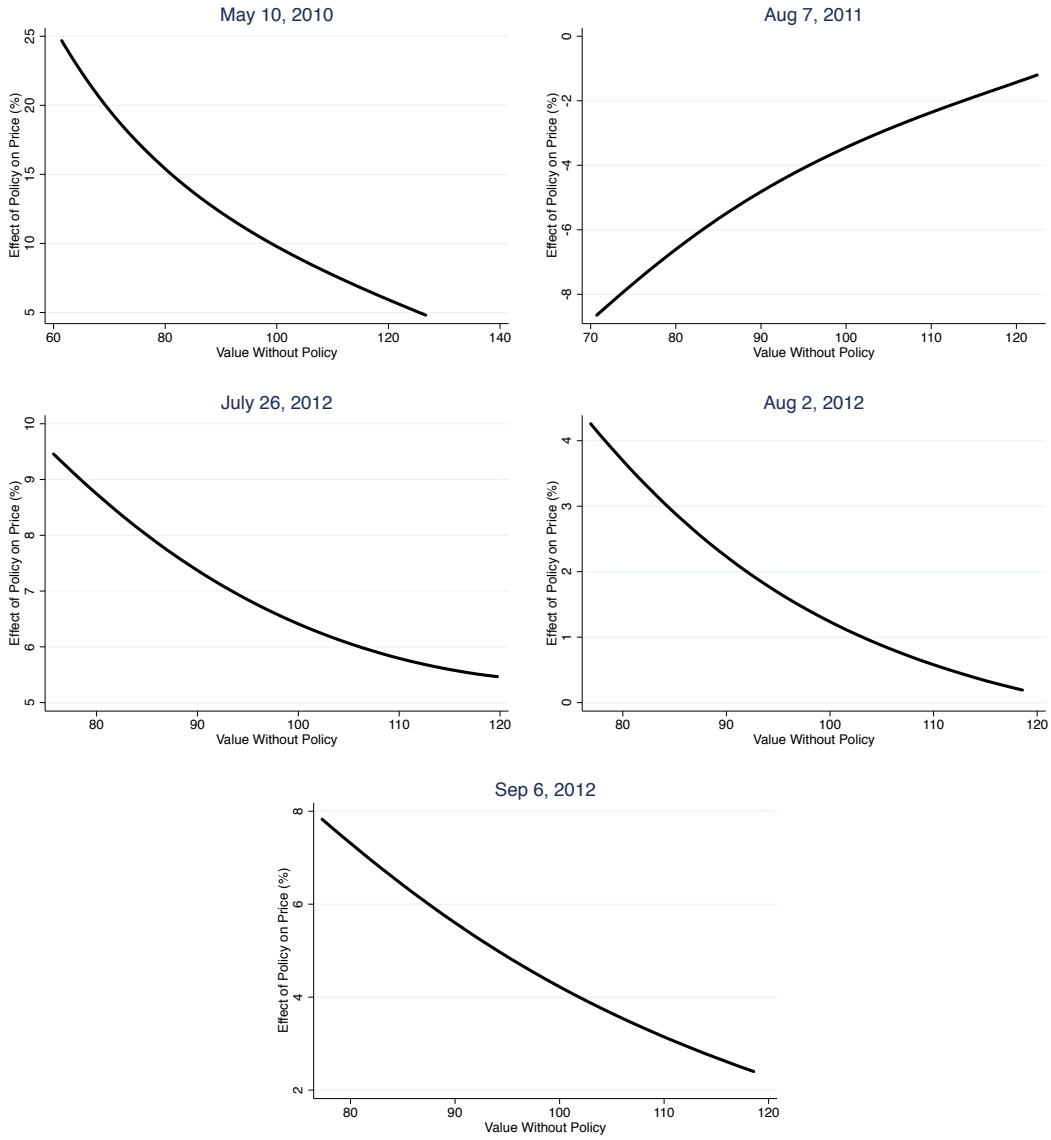 May 10, 2010
Effect of Policy on Price (%)
25
20
15
10
5
60 80 100 120 140
Value Without Policy
Aug 7, 2011
Effect of Policy on Price (%)
0
-2
-4
-6
-8
70 80 90 100 110 120
Value Without Policy
July 26, 2012
Effect of Policy on Price (%)
10
9
8
7
6
5
80 90 100 110 120
Value Without Policy
Aug 2, 2012
Effect of Policy on Price (%)
4
3
2
1
0
80 90 100 110 120
Value Without Policy
Sep 6, 2012
Effect of Policy on Price (%)
8
6
4
2
80 90 100 110 120
Value Without Policy